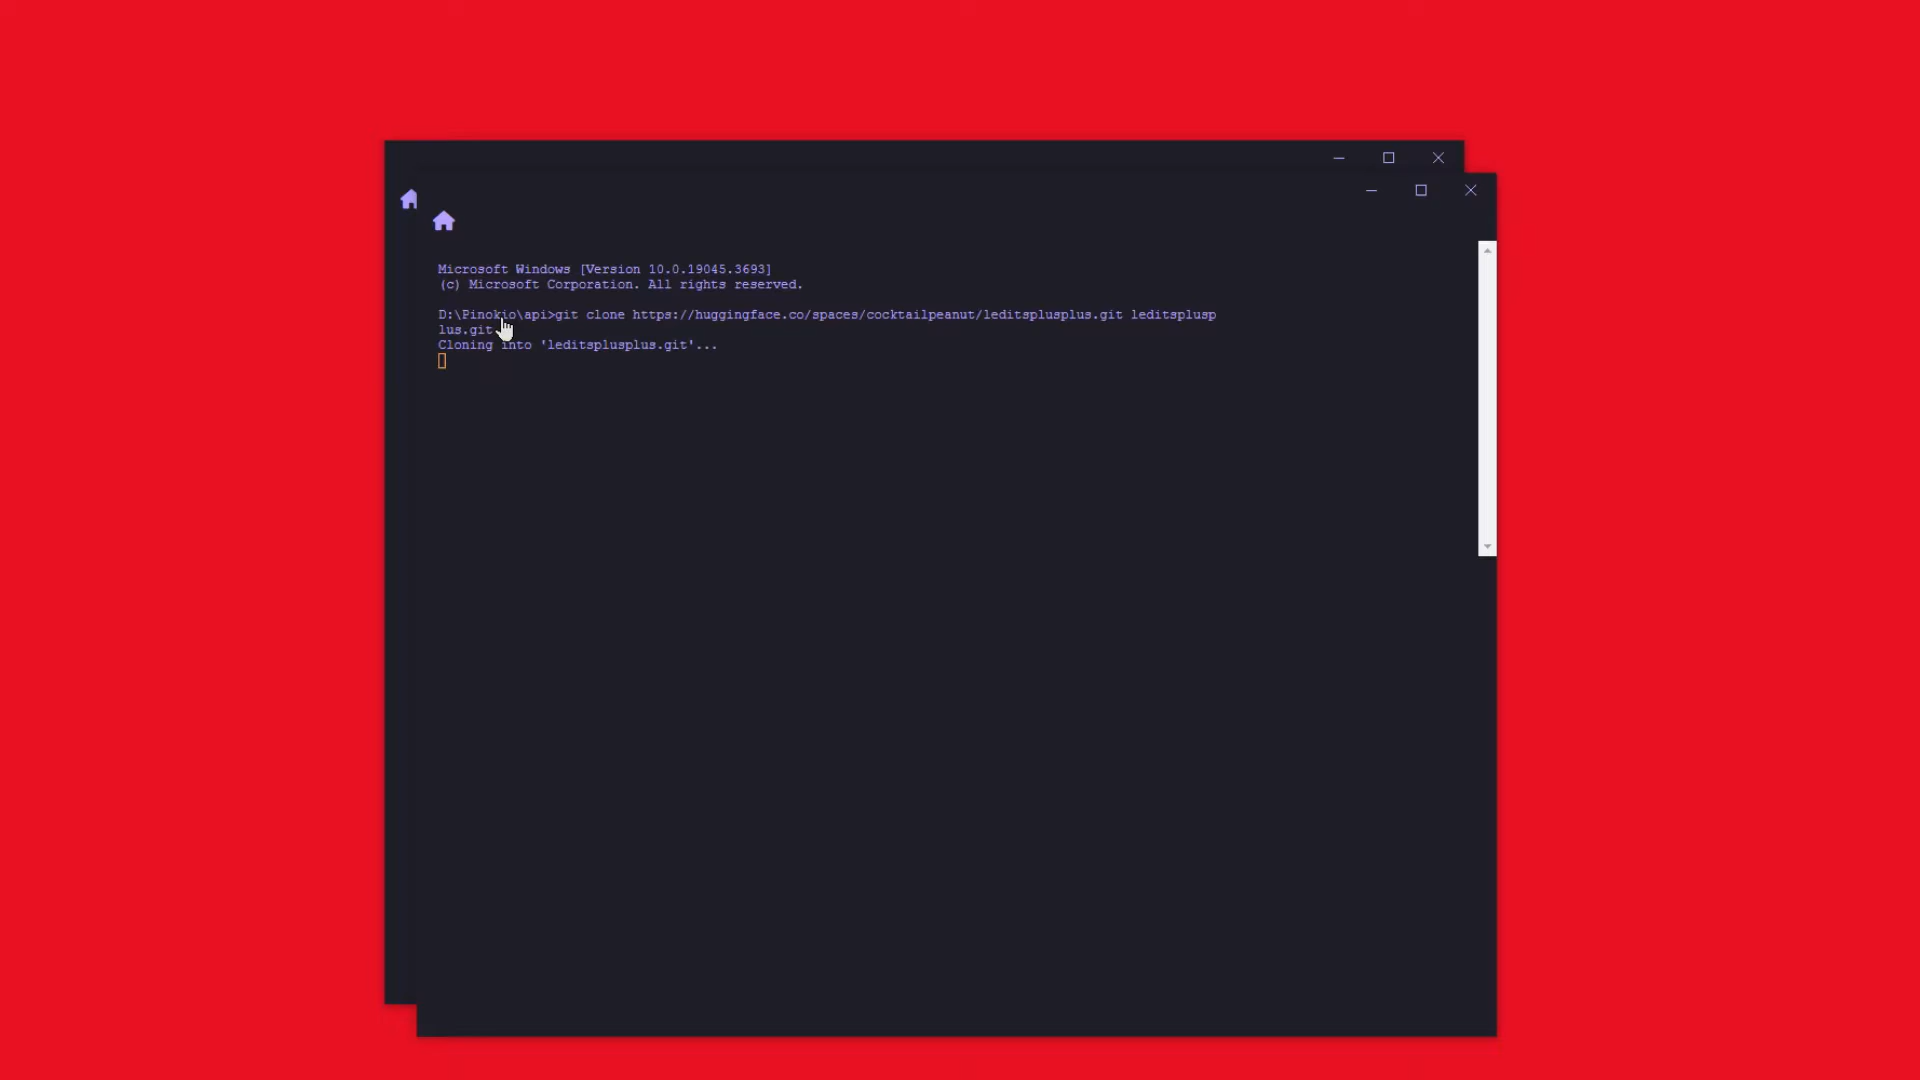 Microsoft Windows [Version 10.0.19045.3693]
(c) Microsoft Corporation. All rights reserved.
D:\Pinokio\api>git clone https://huggingface.co/spaces/cocktailpeanut/leditsplusplus.git leditsplusp
lus.git
Cloning into 'leditsplusplus.git'...